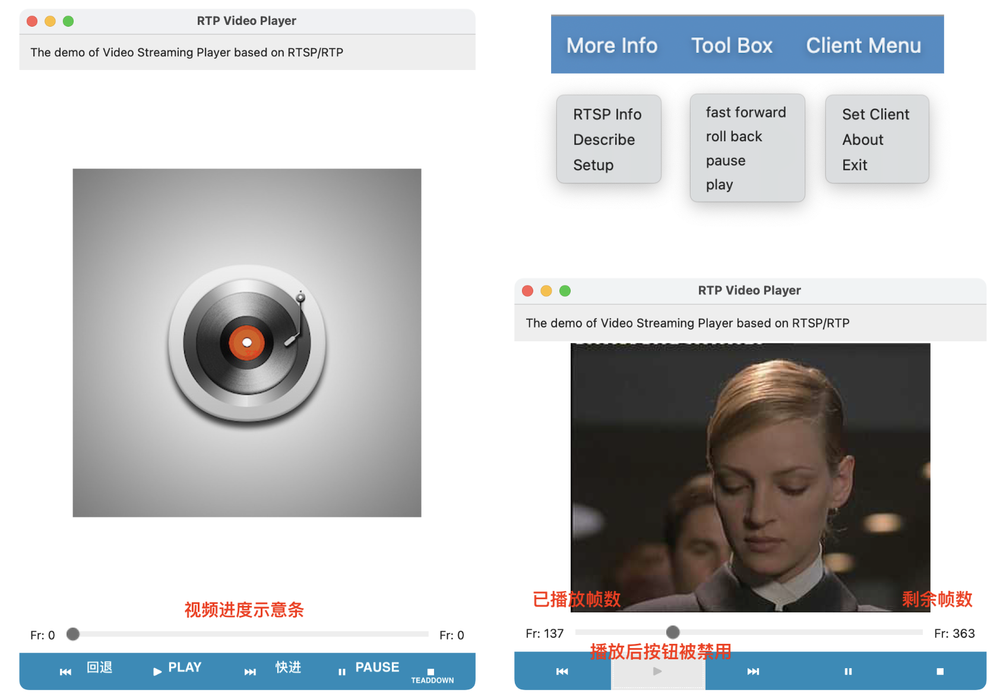 RTP Video Player
The demo of Video Streaming Player based on RTSP/RTP
视频进度示意条
Fr: 0
Fr: 0
回退
PLAY
快进
PAUSE
TEADDOWN
More Info
Tool Box
Client Menu
RTSP Info
Describe
Setup
fast forward
roll back
pause
play
Set Client
About
Exit
RTP Video Player
The demo of Video Streaming Player based on RTSP/RTP
已播放帧数
剩余帧数
Fr: 137
Fr: 363
播放后按钮被禁用